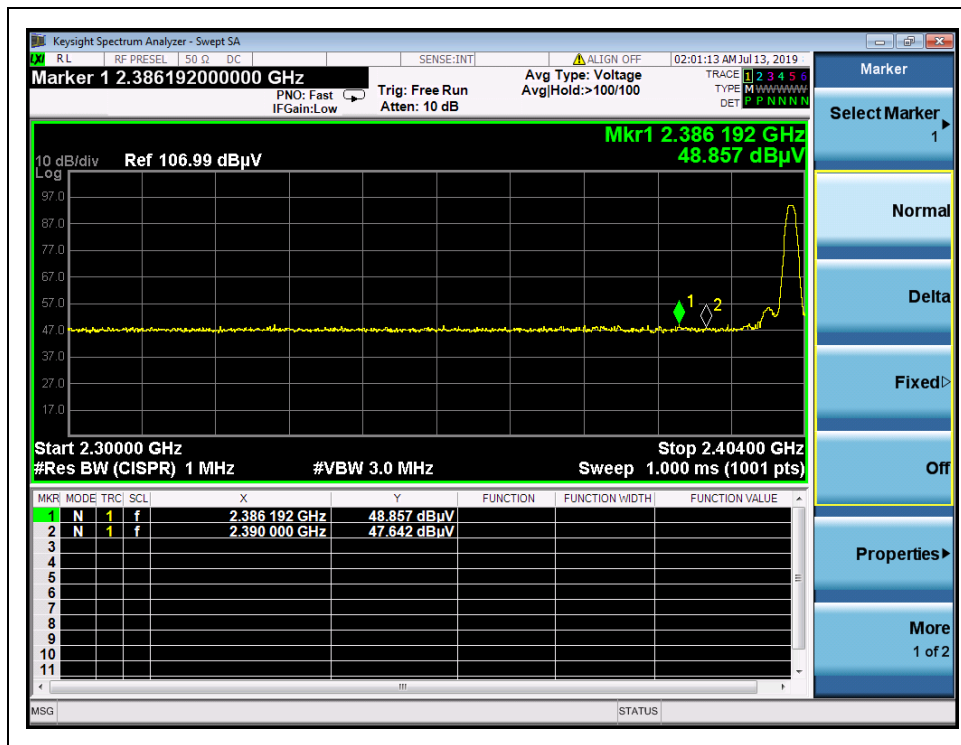 Keysight Spectrum Analyzer - Swept SA
LXI RL RF PRESEL 50 Ω DC SENSE:INT ALIGN OFF 02:01:13 AM Jul 13, 2019
Marker 1 2.386192000000 GHz
PNO: Fast
IFGain:Low
Trig: Free Run
Atten: 10 dB
Avg Type: Voltage
Avg|Hold:>100/100
TRACE 1 2 3 4 5 6
TYPE M W W W W W
DET P P N N N N
Mkr1 2.386 192 GHz
48.857 dBµV
10 dB/div Ref 106.99 dBµV
Log
97.0
87.0
77.0
67.0
57.0
47.0
37.0
27.0
17.0
1
2
Start 2.30000 GHz Stop 2.40400 GHz
#Res BW (CISPR) 1 MHz #VBW 3.0 MHz Sweep 1.000 ms (1001 pts)
MKR MODE TRC SCL X Y FUNCTION FUNCTION WIDTH FUNCTION VALUE
1 N 1 f 2.386 192 GHz 48.857 dBµV
2 N 1 f 2.390 000 GHz 47.642 dBµV
3
4
5
6
7
8
9
10
11
MSG STATUS
Marker
Select Marker
1
Normal
Delta
Fixed
Off
Properties
More
1 of 2